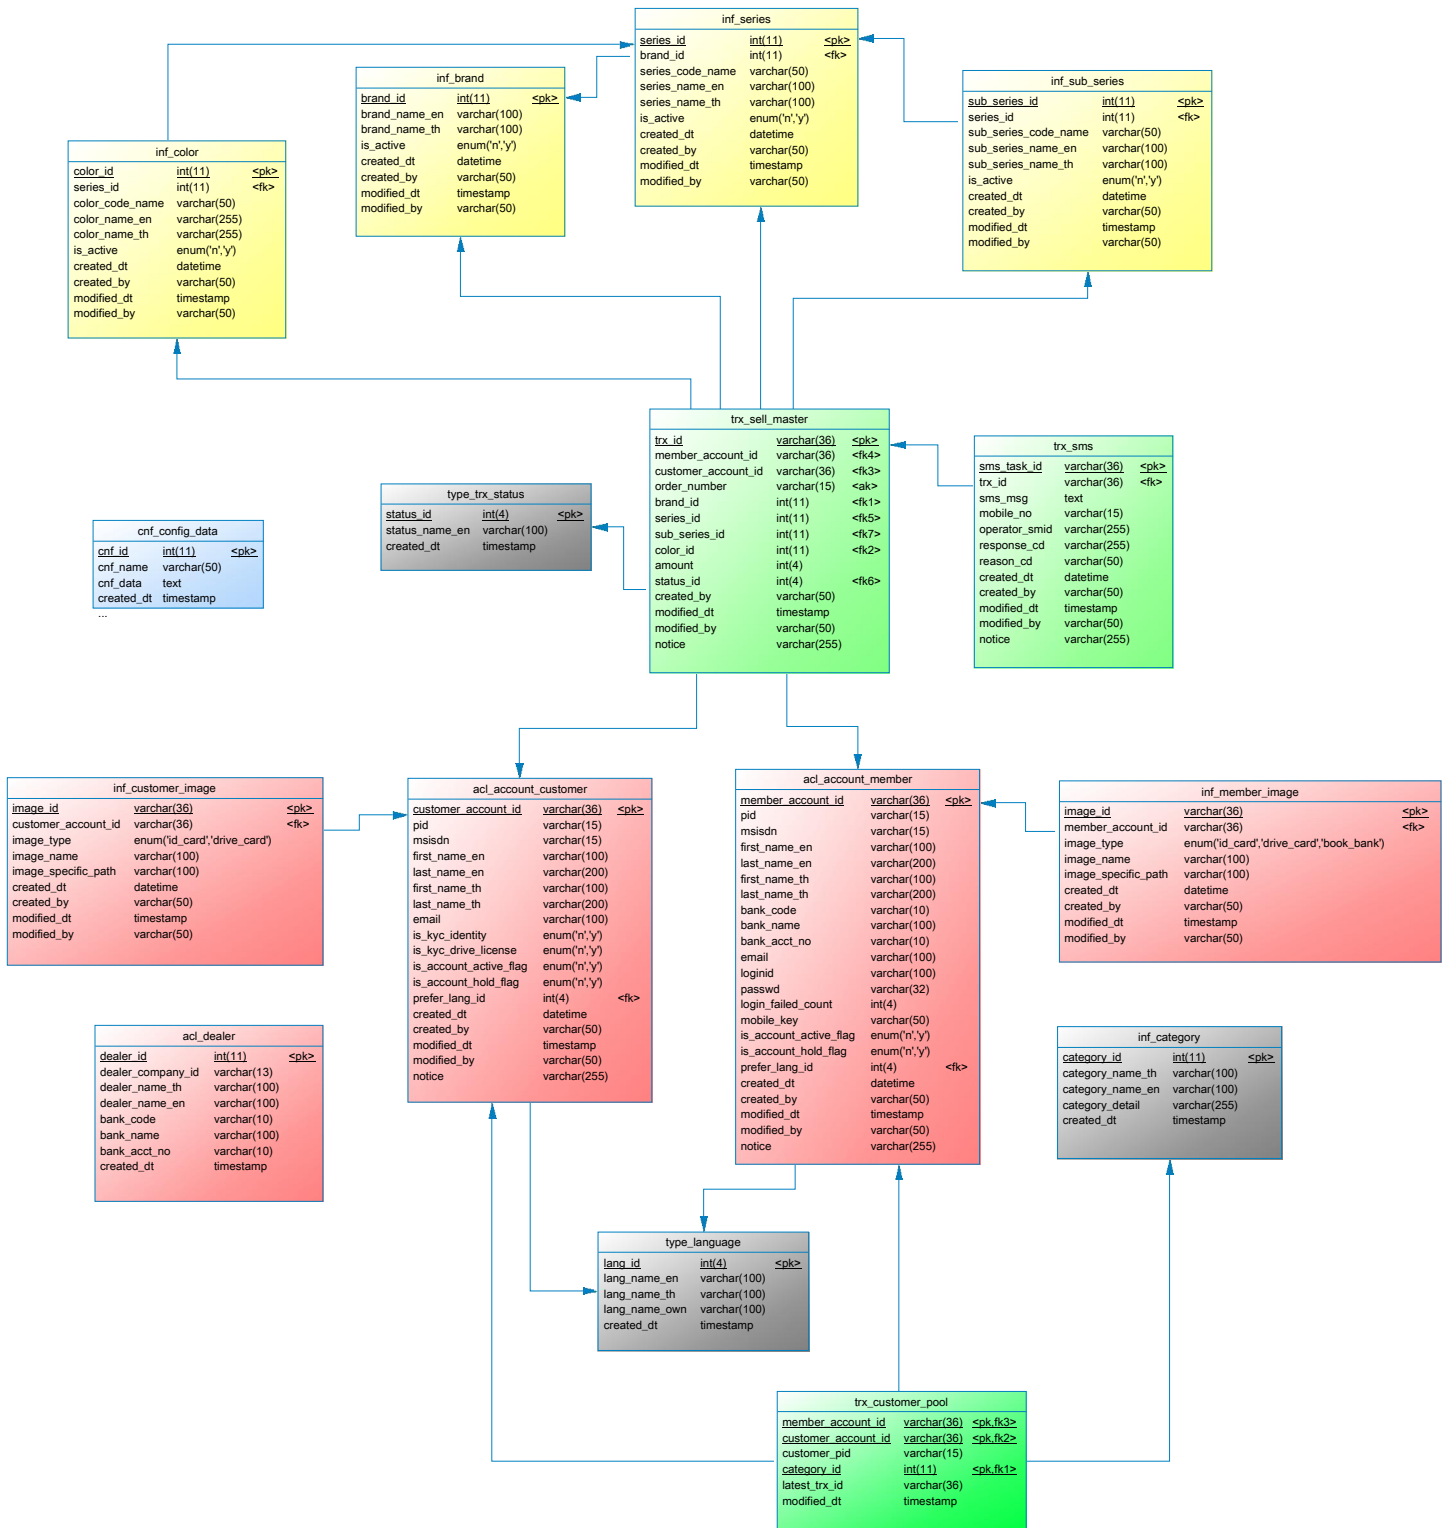 inf_series
series_id int(11) <pk>
brand_id int(11) <fk>
series_code_name varchar(50)
series_name_en varchar(100)
series_name_th varchar(100)
is_active enum('n','y')
created_dt datetime
created_by varchar(50)
modified_dt timestamp
modified_by varchar(50)
inf_brand
brand_id int(11) <pk>
brand_name_en varchar(100)
brand_name_th varchar(100)
is_active enum('n','y')
created_dt datetime
created_by varchar(50)
modified_dt timestamp
modified_by varchar(50)
inf_sub_series
sub_series_id int(11) <pk>
series_id int(11) <fk>
sub_series_code_name varchar(50)
sub_series_name_en varchar(100)
sub_series_name_th varchar(100)
is_active enum('n','y')
created_dt datetime
created_by varchar(50)
modified_dt timestamp
modified_by varchar(50)
inf_color
color_id int(11) <pk>
series_id int(11) <fk>
color_code_name varchar(50)
color_name_en varchar(255)
color_name_th varchar(255)
is_active enum('n','y')
created_dt datetime
created_by varchar(50)
modified_dt timestamp
modified_by varchar(50)
trx_sell_master
trx_id varchar(36) <pk>
member_account_id varchar(36) <fk4>
customer_account_id varchar(36) <fk3>
order_number varchar(15) <ak>
brand_id int(11) <fk1>
series_id int(11) <fk5>
sub_series_id int(11) <fk7>
color_id int(11) <fk2>
amount int(4)
status_id int(4) <fk6>
created_by varchar(50)
modified_dt timestamp
modified_by varchar(50)
notice varchar(255)
trx_sms
sms_task_id varchar(36) <pk>
trx_id varchar(36) <fk>
sms_msg text
mobile_no varchar(15)
operator_smid varchar(255)
response_cd varchar(255)
reason_cd varchar(50)
created_dt datetime
created_by varchar(50)
modified_dt timestamp
modified_by varchar(50)
notice varchar(255)
type_trx_status
status_id int(4) <pk>
status_name_en varchar(100)
created_dt timestamp
cnf_config_data
cnf_id int(11) <pk>
cnf_name varchar(50)
cnf_data text
created_dt timestamp
...
inf_customer_image
image_id varchar(36) <pk>
customer_account_id varchar(36) <fk>
image_type enum('id_card','drive_card')
image_name varchar(100)
image_specific_path varchar(100)
created_dt datetime
created_by varchar(50)
modified_dt timestamp
modified_by varchar(50)
acl_account_customer
customer_account_id varchar(36) <pk>
pid varchar(15)
msisdn varchar(15)
first_name_en varchar(100)
last_name_en varchar(200)
first_name_th varchar(100)
last_name_th varchar(200)
email varchar(100)
is_kyc_identity enum('n','y')
is_kyc_drive_license enum('n','y')
is_account_active_flag enum('n','y')
is_account_hold_flag enum('n','y')
prefer_lang_id int(4) <fk>
created_dt datetime
created_by varchar(50)
modified_dt timestamp
modified_by varchar(50)
notice varchar(255)
acl_account_member
member_account_id varchar(36) <pk>
pid varchar(15)
msisdn varchar(15)
first_name_en varchar(100)
last_name_en varchar(200)
first_name_th varchar(100)
last_name_th varchar(200)
bank_code varchar(10)
bank_name varchar(100)
bank_acct_no varchar(10)
email varchar(100)
loginid varchar(100)
passwd varchar(32)
login_failed_count int(4)
mobile_key varchar(50)
is_account_active_flag enum('n','y')
is_account_hold_flag enum('n','y')
prefer_lang_id int(4) <fk>
created_dt datetime
created_by varchar(50)
modified_dt timestamp
modified_by varchar(50)
notice varchar(255)
inf_member_image
image_id varchar(36) <pk>
member_account_id varchar(36) <fk>
image_type enum('id_card','drive_card','book_bank')
image_name varchar(100)
image_specific_path varchar(100)
created_dt datetime
created_by varchar(50)
modified_dt timestamp
modified_by varchar(50)
acl_dealer
dealer_id int(11) <pk>
dealer_company_id varchar(13)
dealer_name_th varchar(100)
dealer_name_en varchar(100)
bank_code varchar(10)
bank_name varchar(100)
bank_acct_no varchar(10)
created_dt timestamp
inf_category
category_id int(11) <pk>
category_name_th varchar(100)
category_name_en varchar(100)
category_detail varchar(255)
created_dt timestamp
type_language
lang_id int(4) <pk>
lang_name_en varchar(100)
lang_name_th varchar(100)
lang_name_own varchar(100)
created_dt timestamp
trx_customer_pool
member_account_id varchar(36) <pk,fk3>
customer_account_id varchar(36) <pk,fk2>
customer_pid varchar(15)
category_id int(11) <pk,fk1>
latest_trx_id varchar(36)
modified_dt timestamp